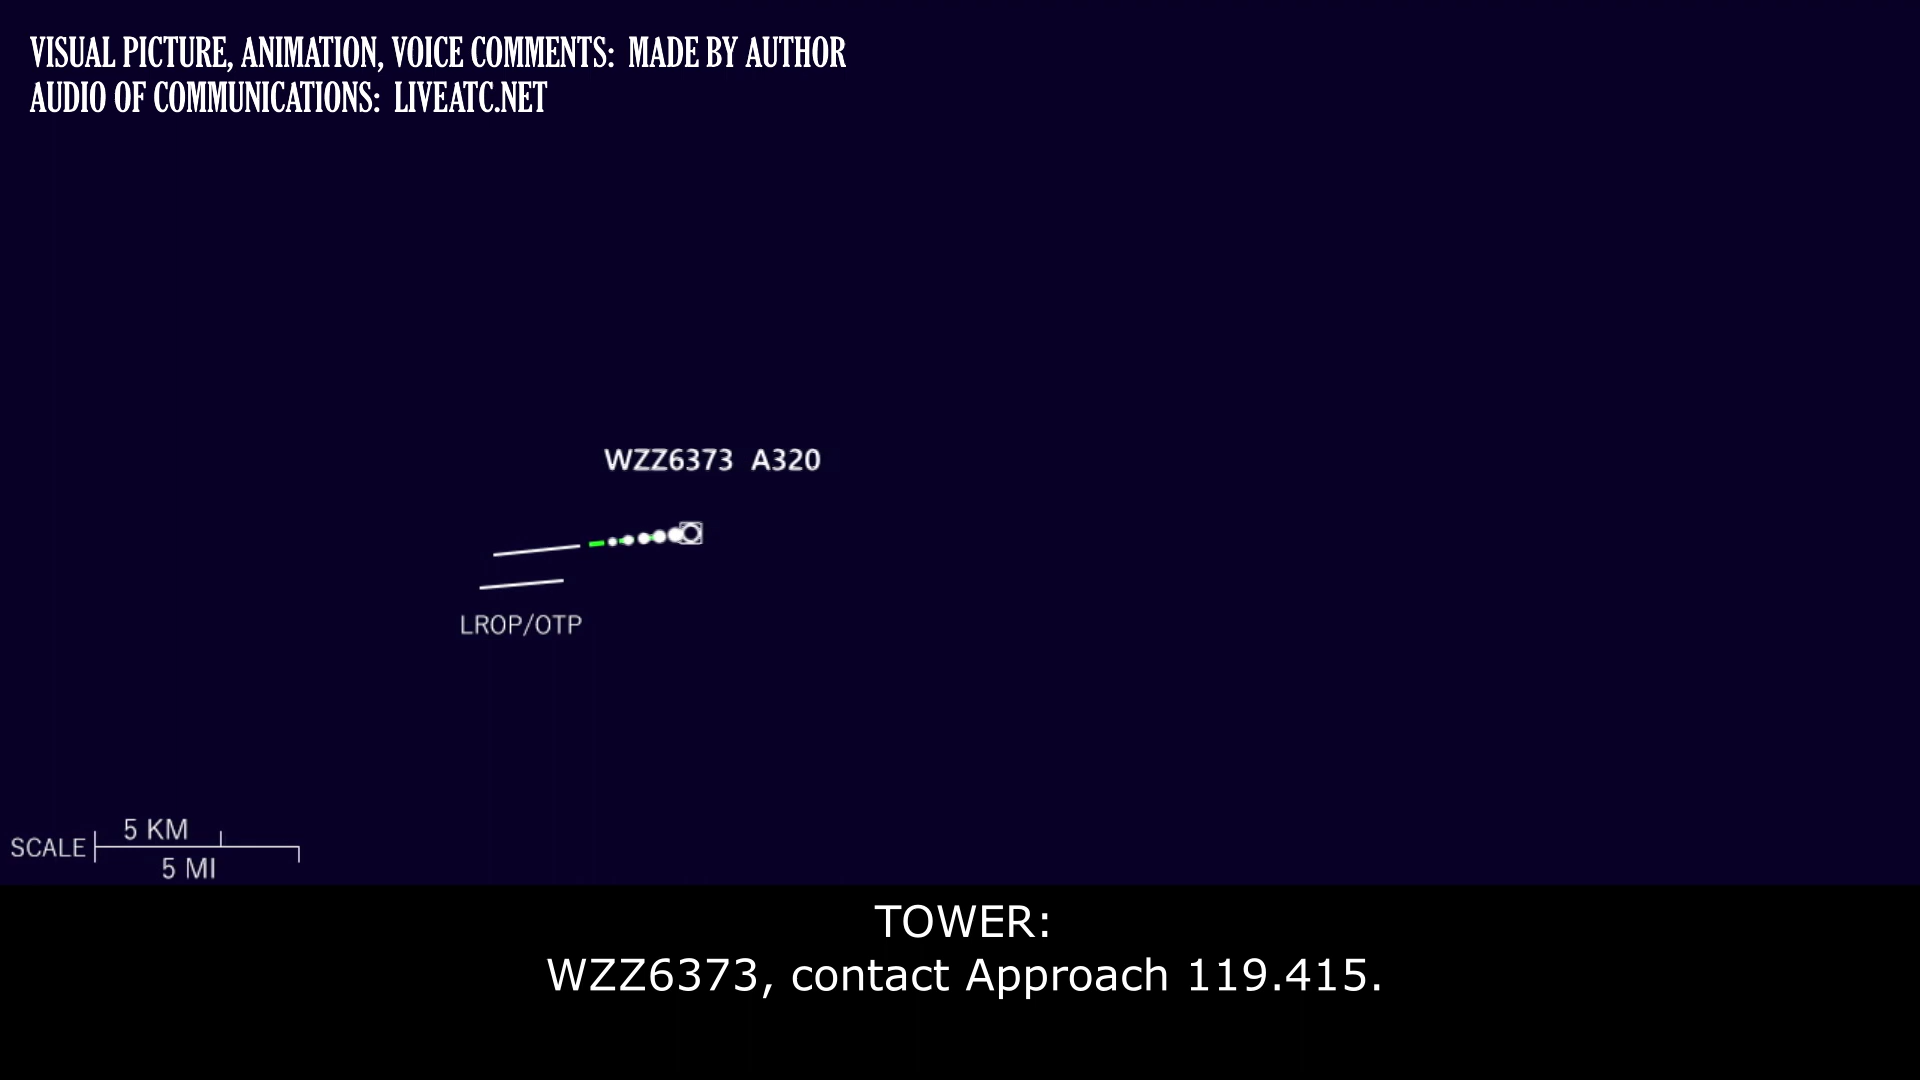 VISUAL PICTURE, ANIMATION, VOICE COMMENTS: MADE BY AUTHOR
AUDIO OF COMMUNICATIONS: LIVEATC.NET
WZZ6373 A320
LROP/OTP
5 KM
SCALE
5 MI
TOWER:
WZZ6373, contact Approach 119.415.